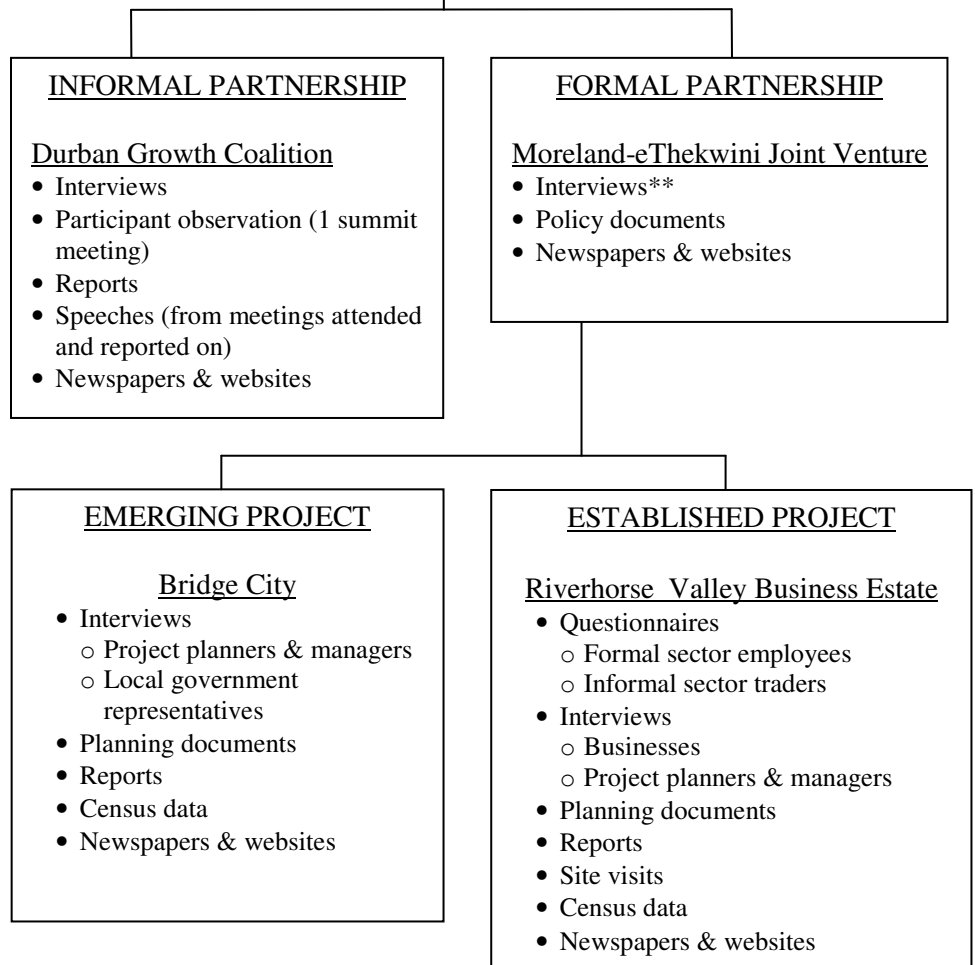 INFORMAL PARTNERSHIP
Durban Growth Coalition
• Interviews
• Participant observation (1 summit
meeting)
• Reports
• Speeches (from meetings attended
and reported on)
• Newspapers & websites
FORMAL PARTNERSHIP
Moreland-eThekwini Joint Venture
• Interviews**
• Policy documents
• Newspapers & websites
EMERGING PROJECT
Bridge City
• Interviews
o Project planners & managers
o Local government
representatives
• Planning documents
• Reports
• Census data
• Newspapers & websites
ESTABLISHED PROJECT
Riverhorse Valley Business Estate
• Questionnaires
o Formal sector employees
o Informal sector traders
• Interviews
o Businesses
o Project planners & managers
• Planning documents
• Reports
• Site visits
• Census data
• Newspapers & websites